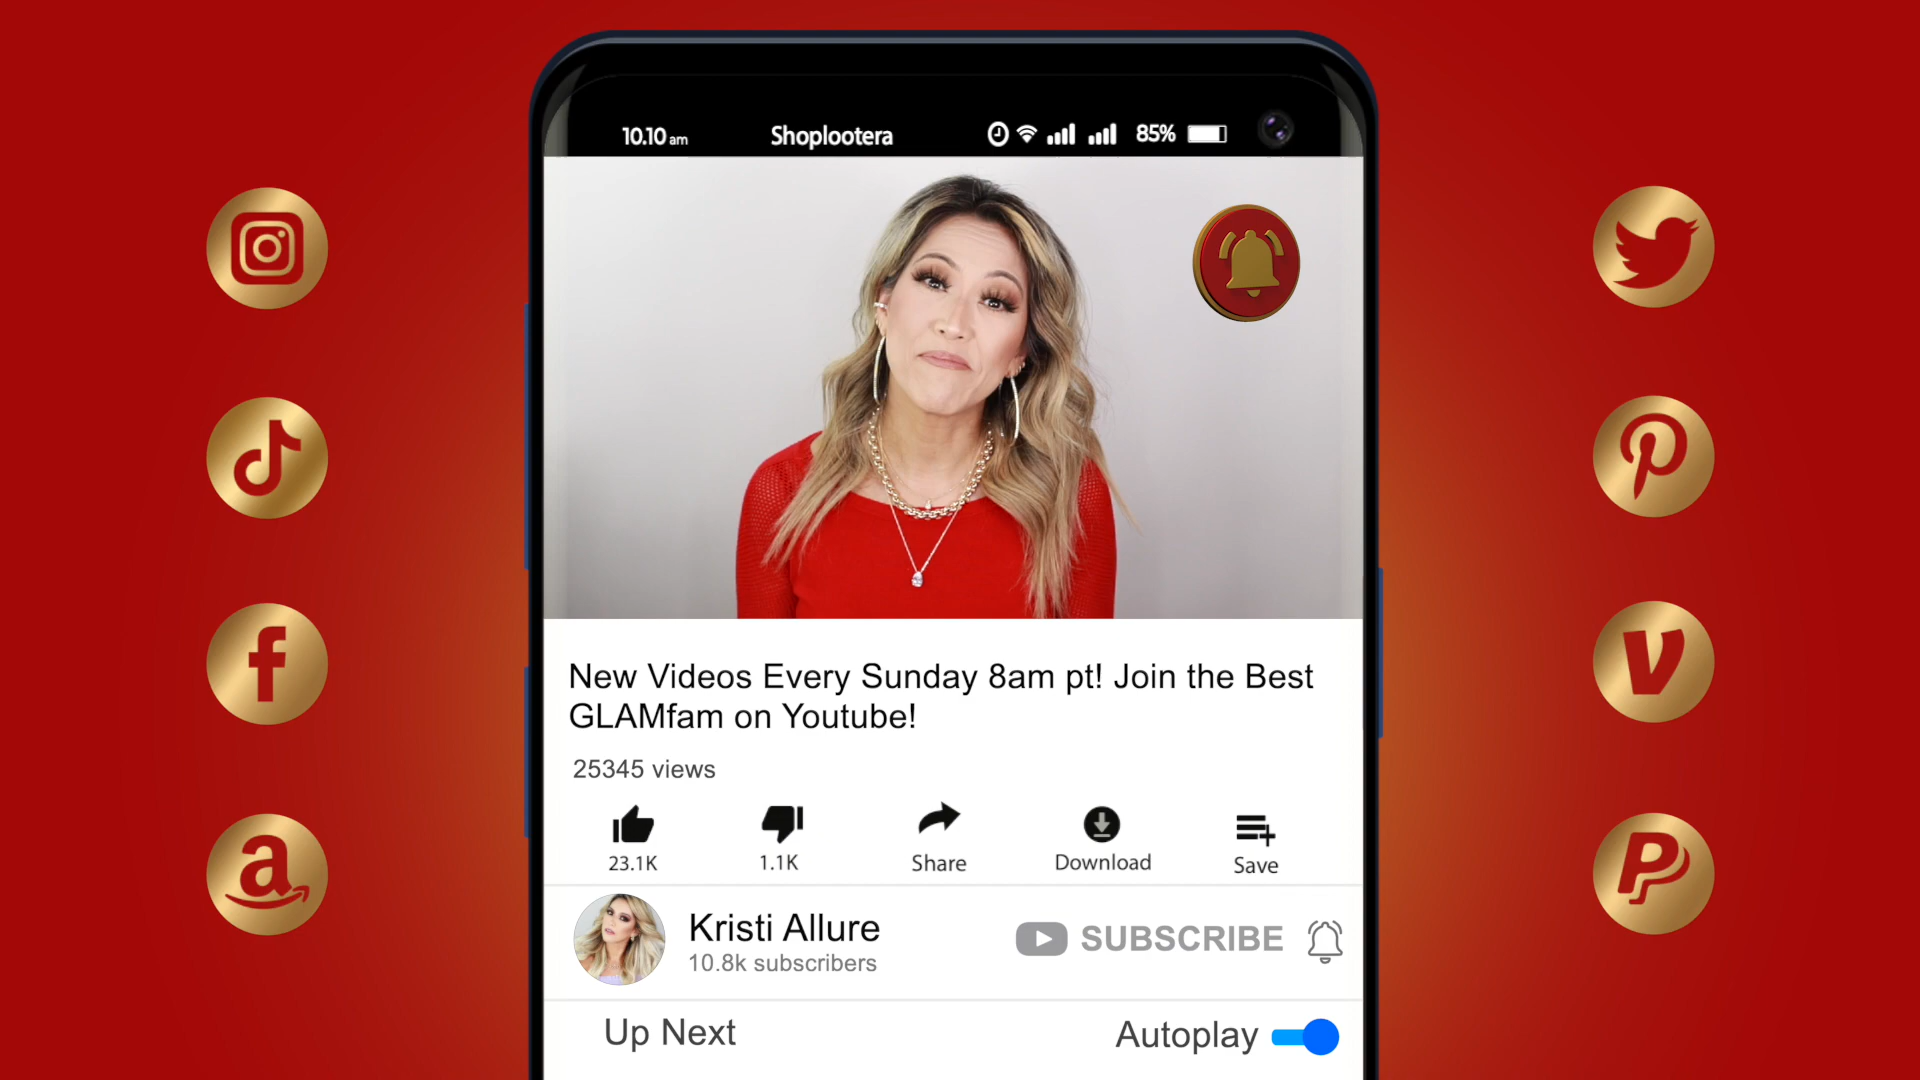 10.10 am
Shoplootera
85%
New Videos Every Sunday 8am pt! Join the Best
GLAMfam on Youtube!
25345 views
23.1K
1.1K
Share
Download
Save
Kristi Allure
10.8k subscribers
SUBSCRIBE
Up Next
Autoplay